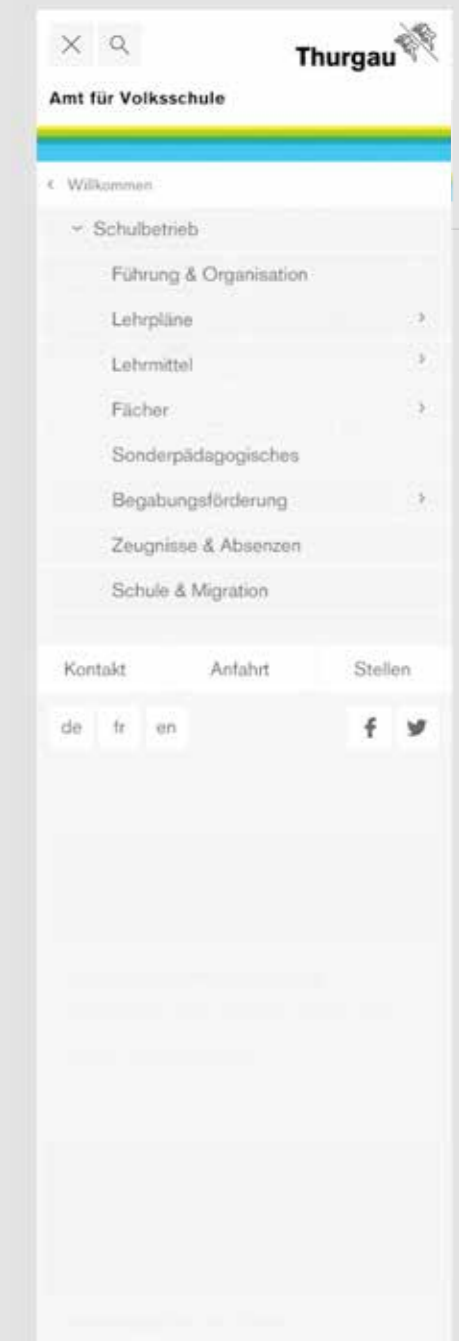 Thurgau
Amt für Volksschule
Willkommen
Schulbetrieb
Führung & Organisation
Lehrpläne
Lehrmittel
Fächer
Sonderpädagogisches
Begabungsförderung
Zeugnisse & Absenzen
Schule & Migration
Kontakt Anfahrt Stellen
de fr en